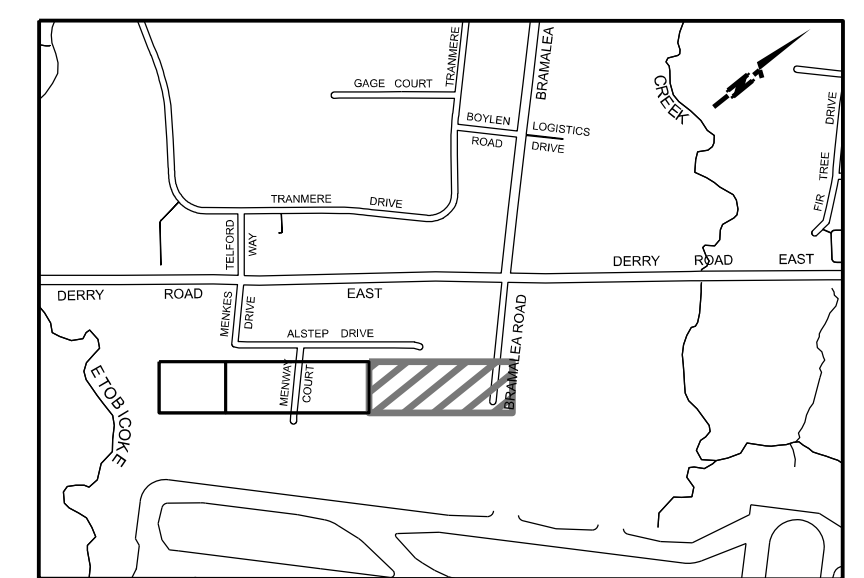 TRANMERE
BRAMALEA
GAGE COURT
CREEK
N
DRIVE
BOYLEN
ROAD
LOGISTICS
DRIVE
FIR TREE
TRANMERE DRIVE
TELFORD
WAY
DERRY ROAD EAST
DERRY ROAD EAST
MENKES
DRIVE
ALSTEP DRIVE
BRAMALEA ROAD
MENWAY
COURT
ETOBICOKE